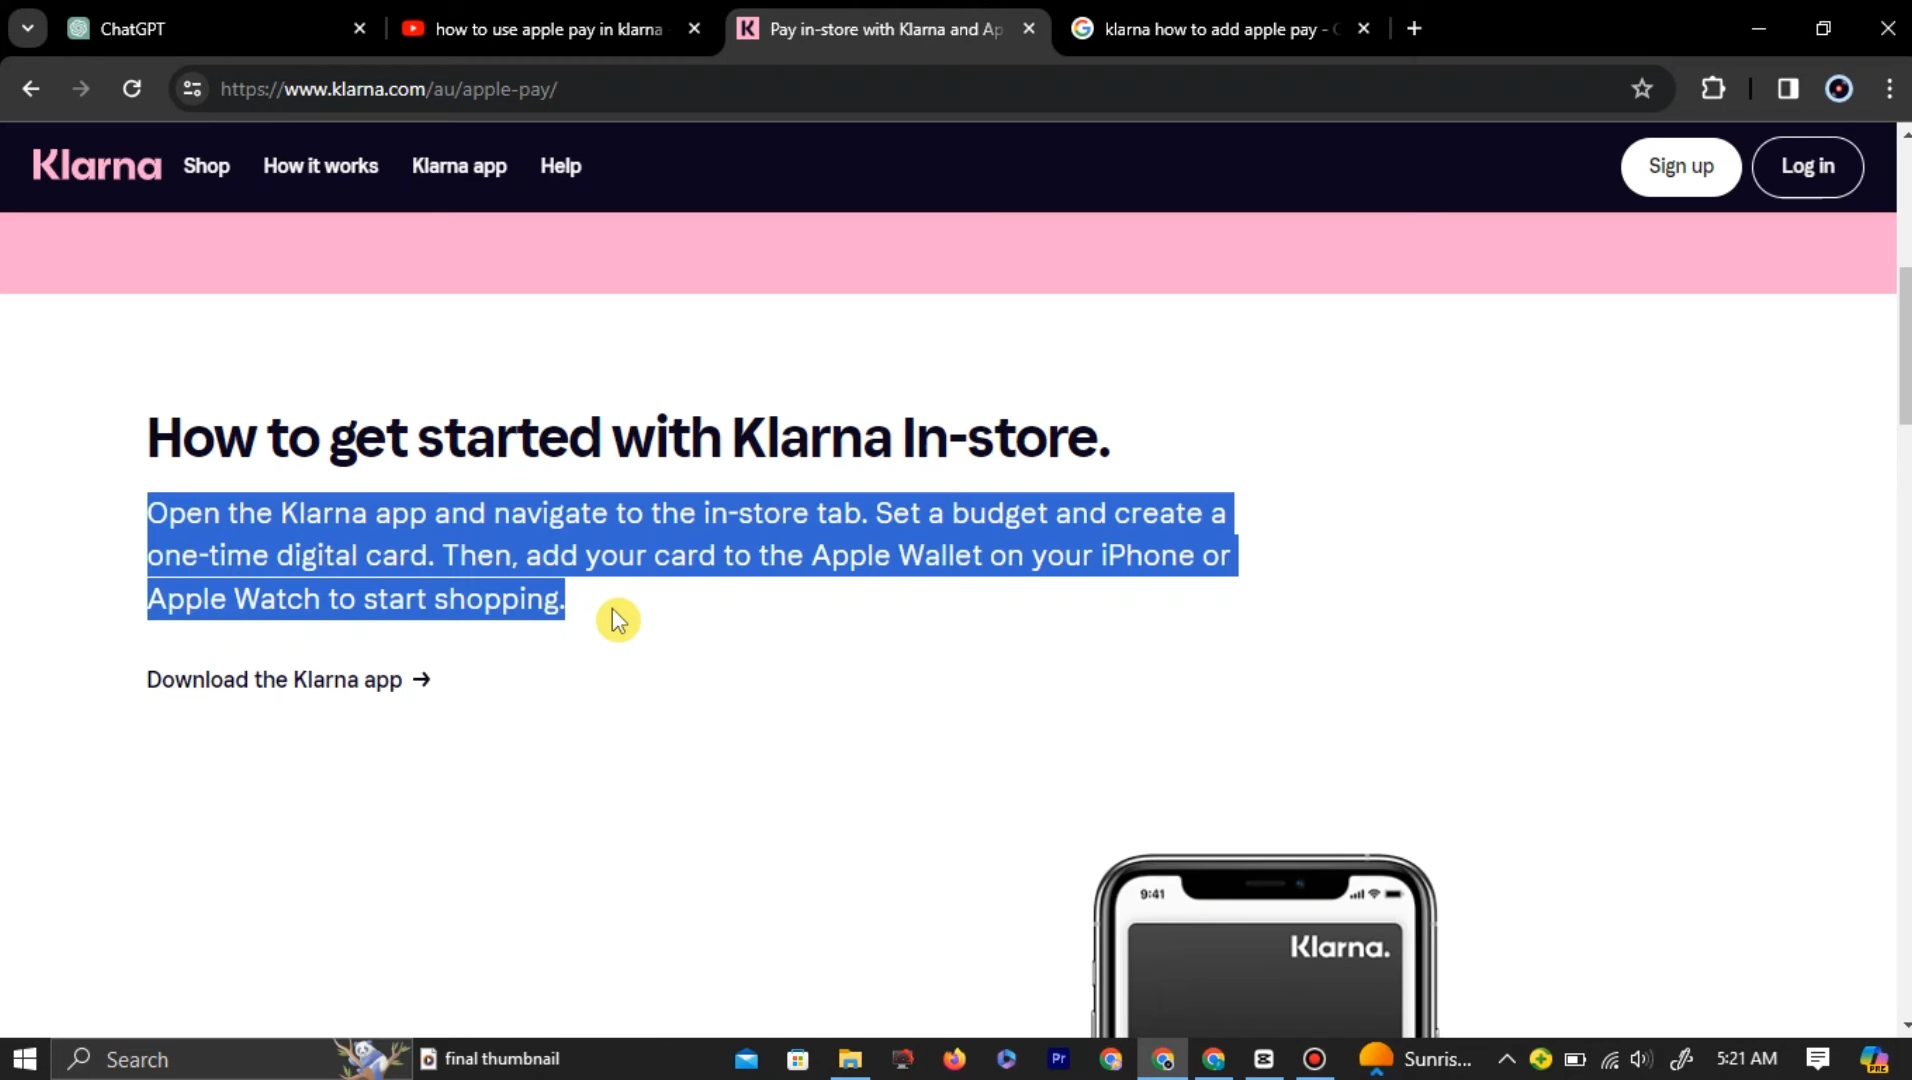 ChatGPT
how to use apple pay in klarna
Pay in-store with Klarna and Ap
klarna how to add apple pay -
https://www.klarna.com/au/apple-pay/
Klarna
Shop
How it works
Klarna app
Help
Sign up
Log in
How to get started with Klarna In-store.
Open the Klarna app and navigate to the in-store tab. Set a budget and create a
one-time digital card. Then, add your card to the Apple Wallet on your iPhone or
Apple Watch to start shopping.
Download the Klarna app →
9:41
Klarna.
Search
final thumbnail
Pr
Sunris...
5:21 AM
PRE